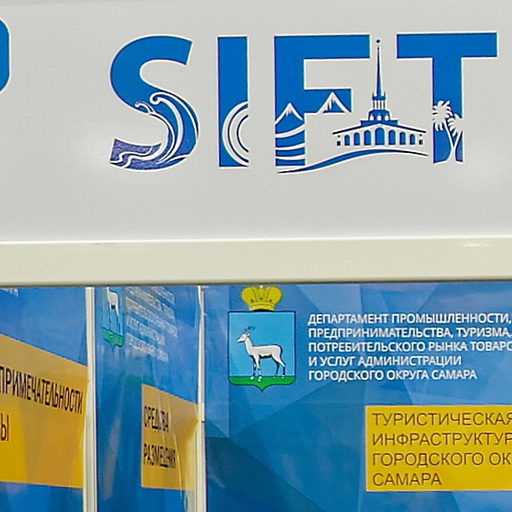 SIFT
ДЕПАРТАМЕНТ ПРОМЫШЛЕННОСТИ,
ПРЕДПРИНИМАТЕЛЬСТВА, ТУРИЗМА,
ПОТРЕБИТЕЛЬСКОГО РЫНКА ТОВАРО
И УСЛУГ АДМИНИСТРАЦИИ
ГОРОДСКОГО ОКРУГА САМАРА
ТУРИСТИЧЕСКАЯ
ИНФРАСТРУКТУР
ГОРОДСКОГО ОК
САМАРА
ПРИМЕЧАТЕЛЬНОСТИ
Ы
СРЕДСТВА
РАЗМЕЩЕНИЯ